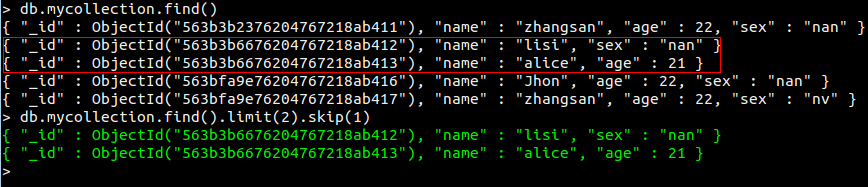 > db.mycollection.find()
{ "_id" : ObjectId("563b3b2376204767218ab411"), "name" : "zhangsan", "age" : 22, "sex" : "nan" }
{ "_id" : ObjectId("563b3b6676204767218ab412"), "name" : "lisi", "sex" : "nan" }
{ "_id" : ObjectId("563b3b6676204767218ab413"), "name" : "alice", "age" : 21 }
{ "_id" : ObjectId("563bfa9e76204767218ab416"), "name" : "Jhon", "age" : 22, "sex" : "nan" }
{ "_id" : ObjectId("563bfa9e76204767218ab417"), "name" : "zhangsan", "age" : 22, "sex" : "nv" }
> db.mycollection.find().limit(2).skip(1)
{ "_id" : ObjectId("563b3b6676204767218ab412"), "name" : "lisi", "sex" : "nan" }
{ "_id" : ObjectId("563b3b6676204767218ab413"), "name" : "alice", "age" : 21 }
>